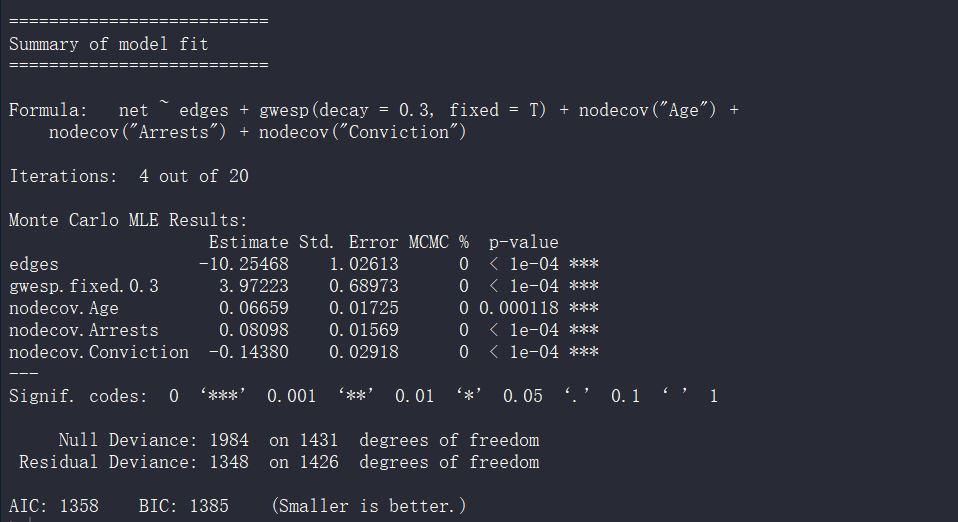 ==========================
Summary of model fit
==========================
Formula:   net ~ edges + gwesp(decay = 0.3, fixed = T) + nodecov("Age") +
    nodecov("Arrests") + nodecov("Conviction")
Iterations:  4 out of 20
Monte Carlo MLE Results:
                    Estimate Std. Error MCMC %  p-value
edges              -10.25468    1.02613      0  < 1e-04 ***
gwesp.fixed.0.3      3.97223    0.68973      0  < 1e-04 ***
nodecov.Age          0.06659    0.01725      0 0.000118 ***
nodecov.Arrests      0.08098    0.01569      0  < 1e-04 ***
nodecov.Conviction  -0.14380    0.02918      0  < 1e-04 ***
---
Signif. codes:  0 ‘***’ 0.001 ‘**’ 0.01 ‘*’ 0.05 ‘.’ 0.1 ‘ ’ 1
     Null Deviance: 1984  on 1431  degrees of freedom
 Residual Deviance: 1348  on 1426  degrees of freedom
AIC: 1358    BIC: 1385    (Smaller is better.)